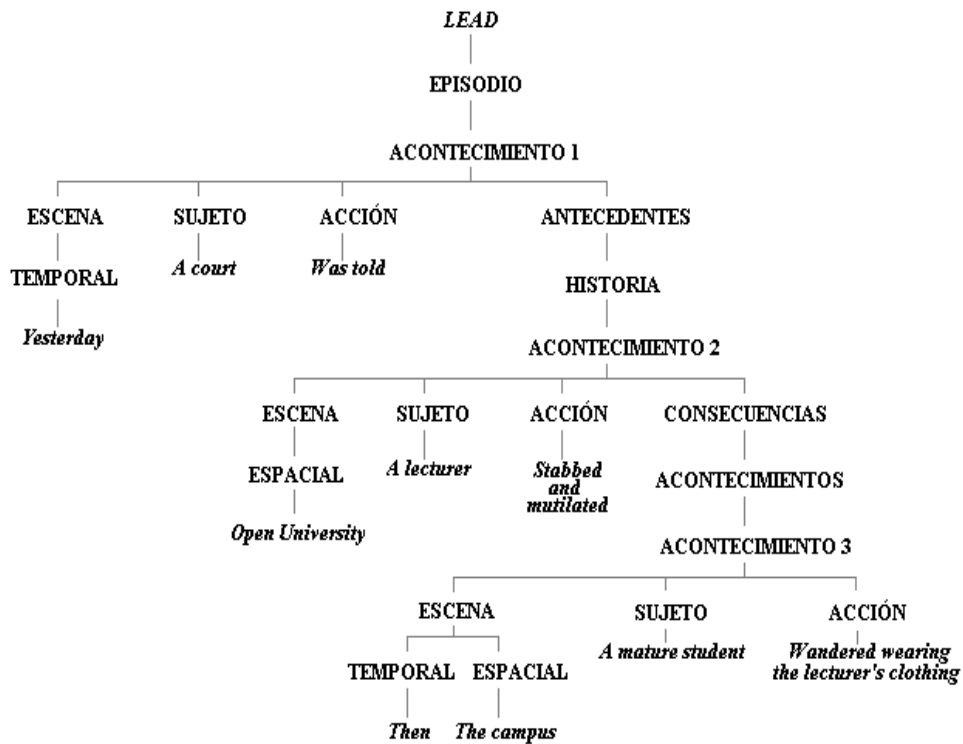 LEAD
EPISODIO
ACONTECIMIENTO 1
ESCENA SUJETO ACCIÓN ANTECEDENTES
TEMPORAL A court Was told HISTORIA
Yesterday
ACONTECIMIENTO 2
ESCENA SUJETO ACCIÓN CONSECUENCIAS
ESPACIAL A lecturer Stabbed
and
mutilated
ACONTECIMIENTOS
Open University
ACONTECIMIENTO 3
ESCENA SUJETO ACCIÓN
TEMPORAL ESPACIAL A mature student Wandered wearing
the lecturer's clothing
Then The campus